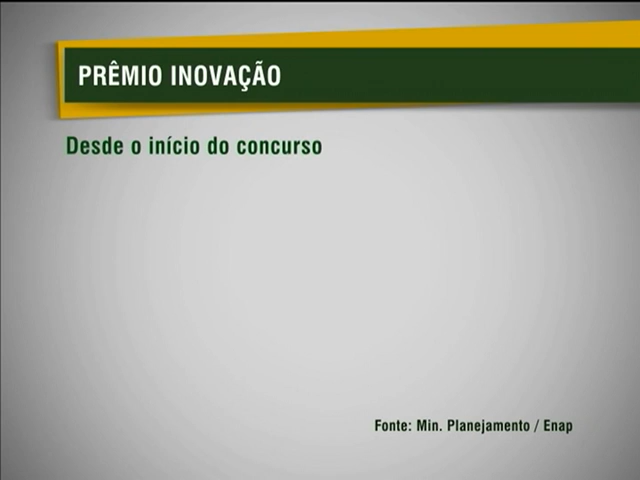 PRÊMIO INOVAÇÃO
Desde o início do concurso
Fonte: Min. Planejamento / Enap